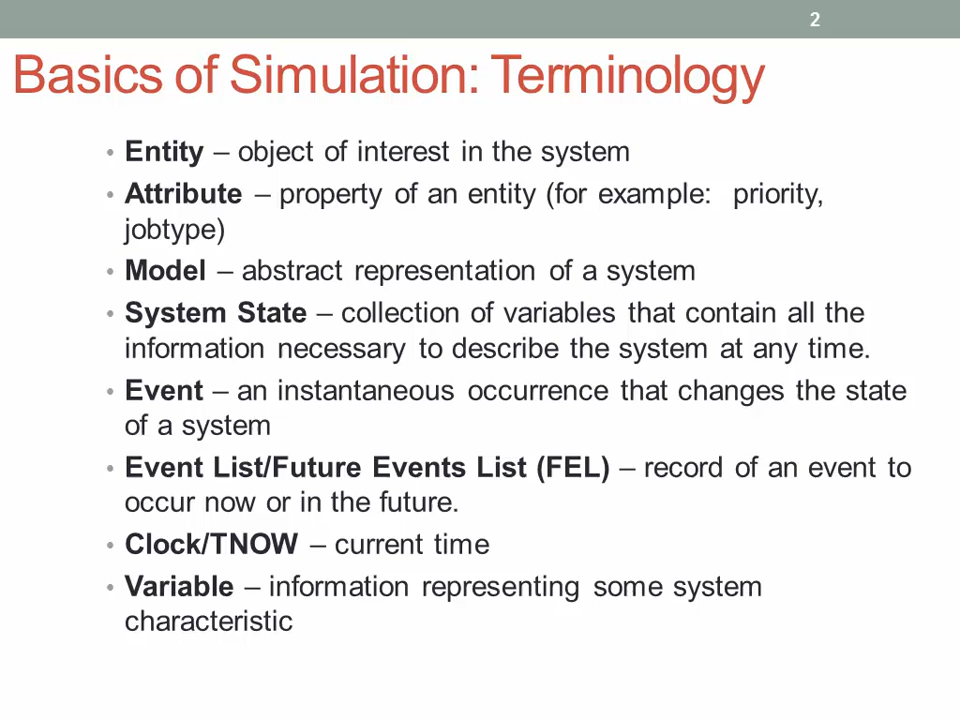 2
Basics of Simulation: Terminology
• Entity – object of interest in the system
• Attribute – property of an entity (for example:  priority,
jobtype)
• Model – abstract representation of a system
• System State – collection of variables that contain all the
information necessary to describe the system at any time.
• Event – an instantaneous occurrence that changes the state
of a system
• Event List/Future Events List (FEL) – record of an event to
occur now or in the future.
• Clock/TNOW – current time
• Variable – information representing some system
characteristic